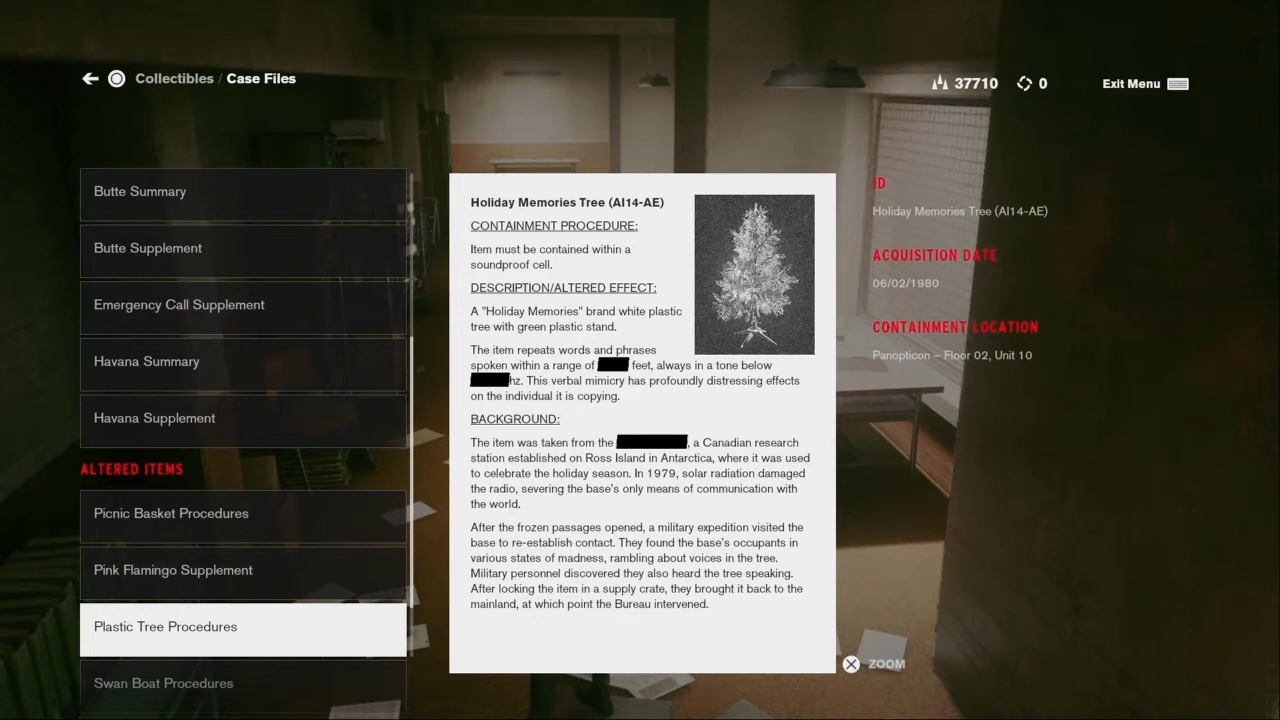 Collectibles / Case Files
37710
0
Exit Menu
Butte Summary
Butte Supplement
Emergency Call Supplement
Havana Summary
Havana Supplement
ALTERED ITEMS
Picnic Basket Procedures
Pink Flamingo Supplement
Plastic Tree Procedures
Swan Boat Procedures
Holiday Memories Tree (AI14-AE)
CONTAINMENT PROCEDURE:
Item must be contained within a
soundproof cell.
DESCRIPTION/ALTERED EFFECT:
A "Holiday Memories" brand white plastic
tree with green plastic stand.
The item repeats words and phrases
spoken within a range of feet, always in a tone below
hz. This verbal mimicry has profoundly distressing effects
on the individual it is copying.
BACKGROUND:
The item was taken from the , a Canadian research
station established on Ross Island in Antarctica, where it was used
to celebrate the holiday season. In 1979, solar radiation damaged
the radio, severing the base's only means of communication with
the world.
After the frozen passages opened, a military expedition visited the
base to re-establish contact. They found the base's occupants in
various states of madness, rambling about voices in the tree.
Military personnel discovered they also heard the tree speaking.
After locking the item in a supply crate, they brought it back to the
mainland, at which point the Bureau intervened.
ZOOM
ID
Holiday Memories Tree (AI14-AE)
ACQUISITION DATE
06/02/1980
CONTAINMENT LOCATION
Panopticon – Floor 02, Unit 10